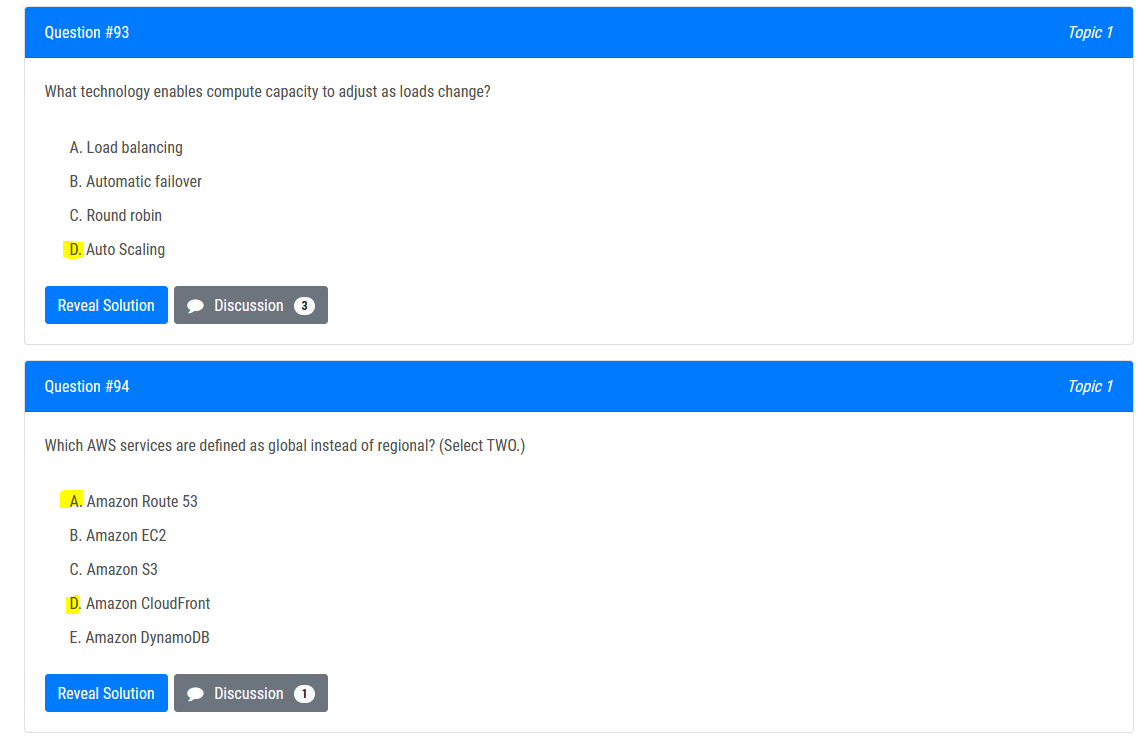 Question #93 Topic 1
What technology enables compute capacity to adjust as loads change?
A. Load balancing
B. Automatic failover
C. Round robin
D. Auto Scaling
Reveal Solution Discussion 3
Question #94 Topic 1
Which AWS services are defined as global instead of regional? (Select TWO.)
A. Amazon Route 53
B. Amazon EC2
C. Amazon S3
D. Amazon CloudFront
E. Amazon DynamoDB
Reveal Solution Discussion 1